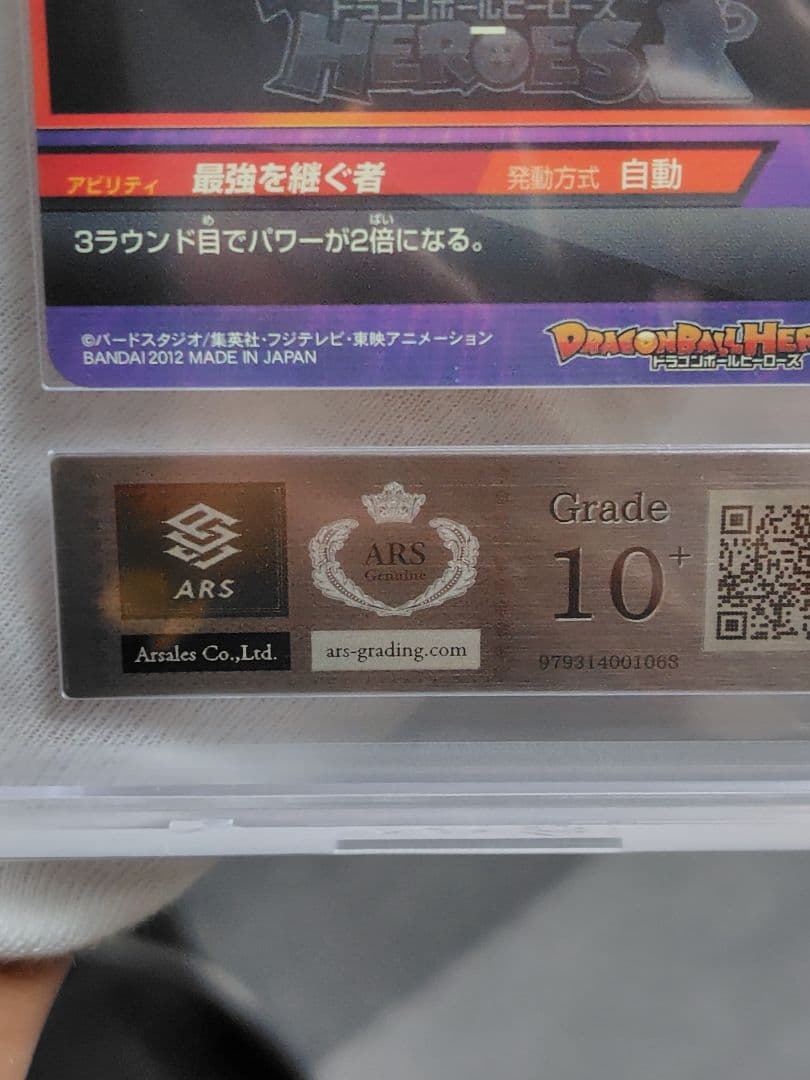 ドラゴンボールヒーローズ
HEROES
アビリティ 最強を継ぐ者 発動方式 自動
め ばい
3ラウンド目でパワーが2倍になる。
©バードスタジオ/集英社・フジテレビ・東映アニメーション
BANDAI 2012 MADE IN JAPAN
DRAGONBALL HER
ドラゴンボールヒーローズ
ARS
Arsales Co.,Ltd.
ARS
Genuine
ars-grading.com
Grade
10+
979314001068